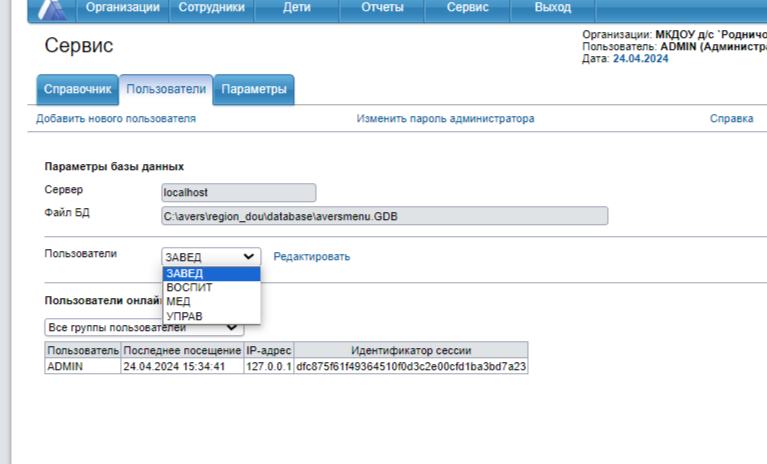 Организации Сотрудники Дети Отчеты Сервис Выход
Сервис
Организации: МКДОУ д/с `Роднично
Пользователь: ADMIN (Администра
Дата: 24.04.2024
Справочник Пользователи Параметры
Добавить нового пользователя Изменить пароль администратора Справка
Параметры базы данных
Сервер localhost
Файл БД C:\avers\region_dou\database\aversmenu.GDB
Пользователи ЗАВЕД Редактировать
ЗАВЕД
ВОСПИТ
МЕД
УПРАВ
Пользователи онлай
Все группы пользователей
Пользователь Последнее посещение IP-адрес Идентификатор сессии
ADMIN 24.04.2024 15:34:41 127.0.0.1 dfc875f61f49364510f0d3c2e00cfd1ba3bd7a23